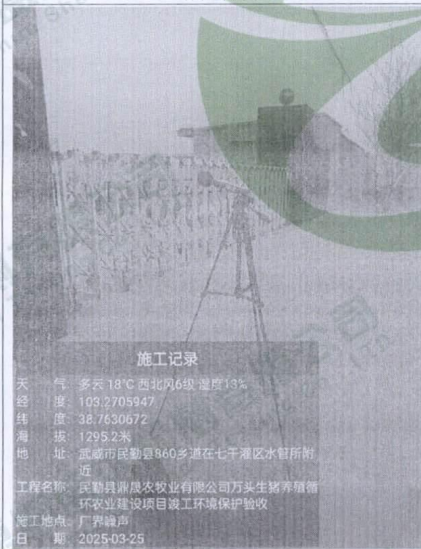 施工记录
天 气: 多云 18℃ 西北风6级 湿度13%
经 度: 103.2705947
纬 度: 38.7630672
海 拔: 1295.2米
地 址: 武威市民勤县860乡道在七干灌区水管所附
近
工程名称: 民勤县鼎晟农牧业有限公司万头生猪养殖循
环农业建设项目竣工环境保护验收
施工地点: 厂界噪声
日 期: 2025-03-25